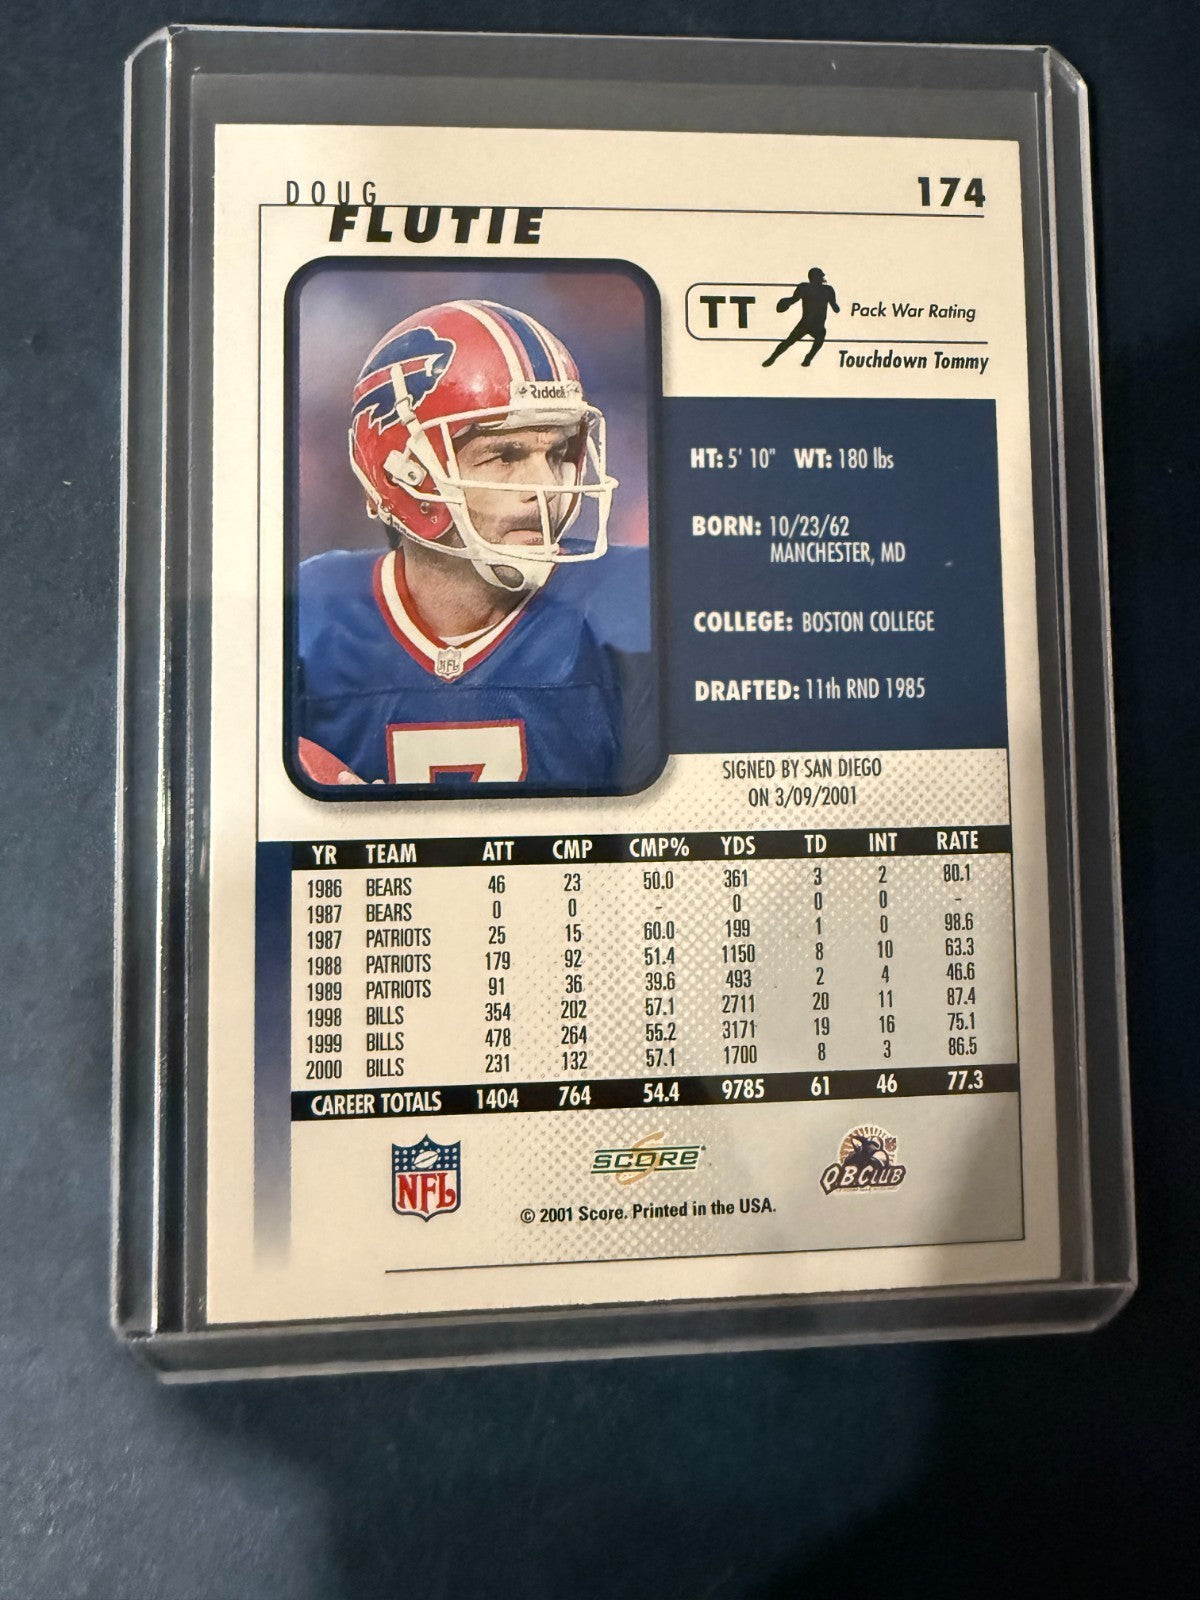 DOUG
FLUTIE
174
TT
Pack War Rating
Touchdown Tommy
Riddell
NFL
7
HT: 5' 10" WT: 180 lbs
BORN: 10/23/62
MANCHESTER, MD
COLLEGE: BOSTON COLLEGE
DRAFTED: 11th RND 1985
SIGNED BY SAN DIEGO
ON 3/09/2001
YR TEAM ATT CMP CMP% YDS TD INT RATE
1986 BEARS 46 23 50.0 361 3 2 80.1
1987 BEARS 0 0 - 0 0 0 -
1987 PATRIOTS 25 15 60.0 199 1 0 98.6
1988 PATRIOTS 179 92 51.4 1150 8 10 63.3
1989 PATRIOTS 91 36 39.6 493 2 4 46.6
1998 BILLS 354 202 57.1 2711 20 11 87.4
1999 BILLS 478 264 55.2 3171 19 16 75.1
2000 BILLS 231 132 57.1 1700 8 3 86.5
CAREER TOTALS 1404 764 54.4 9785 61 46 77.3
NFL
SCORE
QBCLUB
© 2001 Score. Printed in the USA.